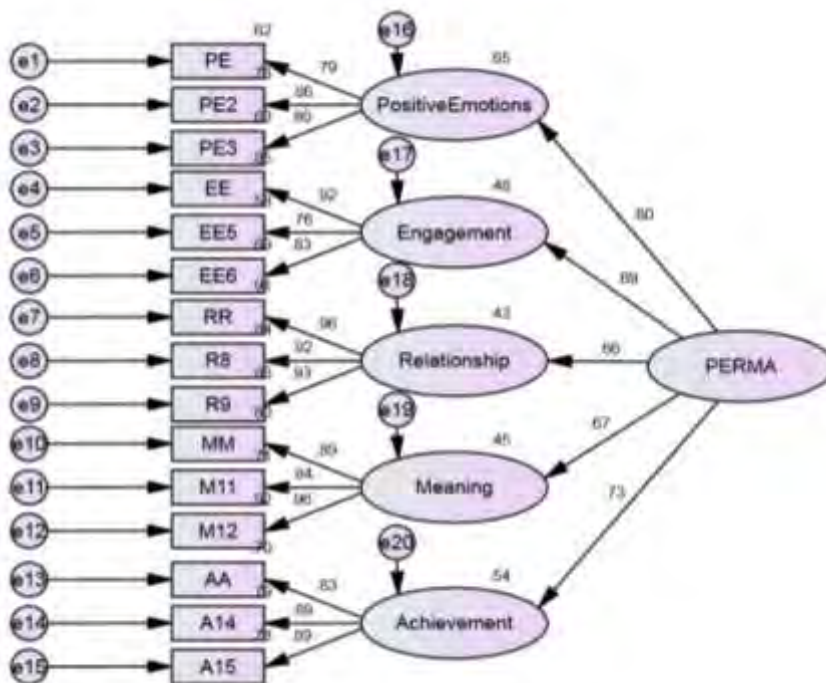 e16
.62
.65
e1
PE
.79
PE2
.86
e2
PositiveEmotions
e3
PE3
e17
e4
EE
.92
.46
.80
e5
EE5
.76
Engagement
e6
EE6
.83
e18
e7
RR
.96
.43
e8
R8
.92
Relationship
.66
PERMA
e9
R9
.93
e19
e10
MM
.89
.45
.67
e11
M11
.84
Meaning
e12
M12
.96
.70
e20
.73
e13
AA
.83
.54
e14
A14
.89
Achievement
e15
A15
.89